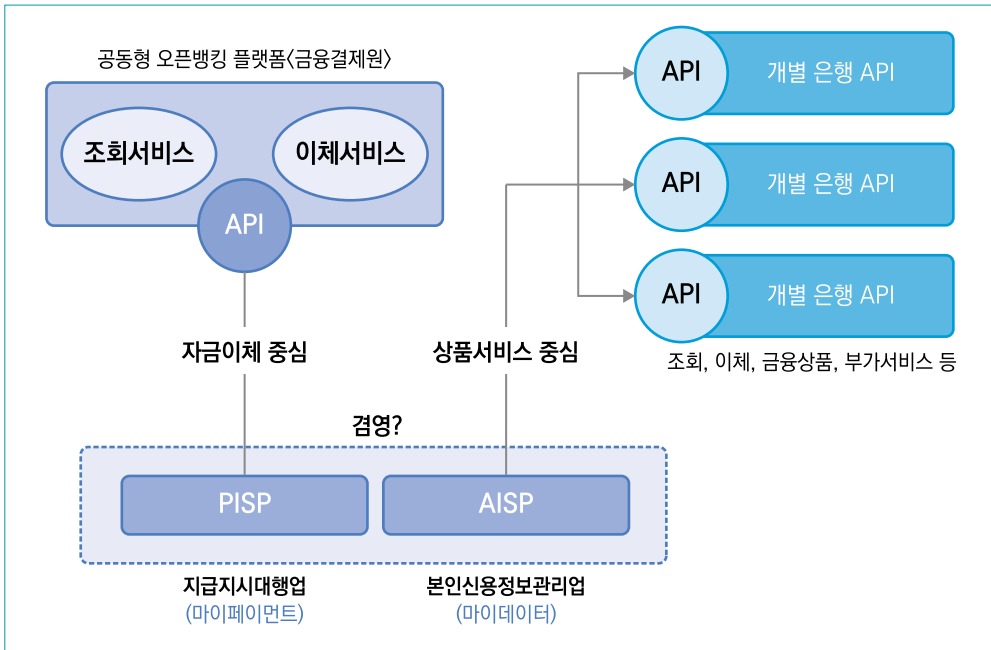 공동형 오픈뱅킹 플랫폼〈금융결제원〉
조회서비스
이체서비스
API
API
개별 은행 API
API
개별 은행 API
API
개별 은행 API
조회, 이체, 금융상품, 부가서비스 등
자금이체 중심
상품서비스 중심
겸영?
PISP
AISP
지급지시대행업
(마이페이먼트)
본인신용정보관리업
(마이데이터)